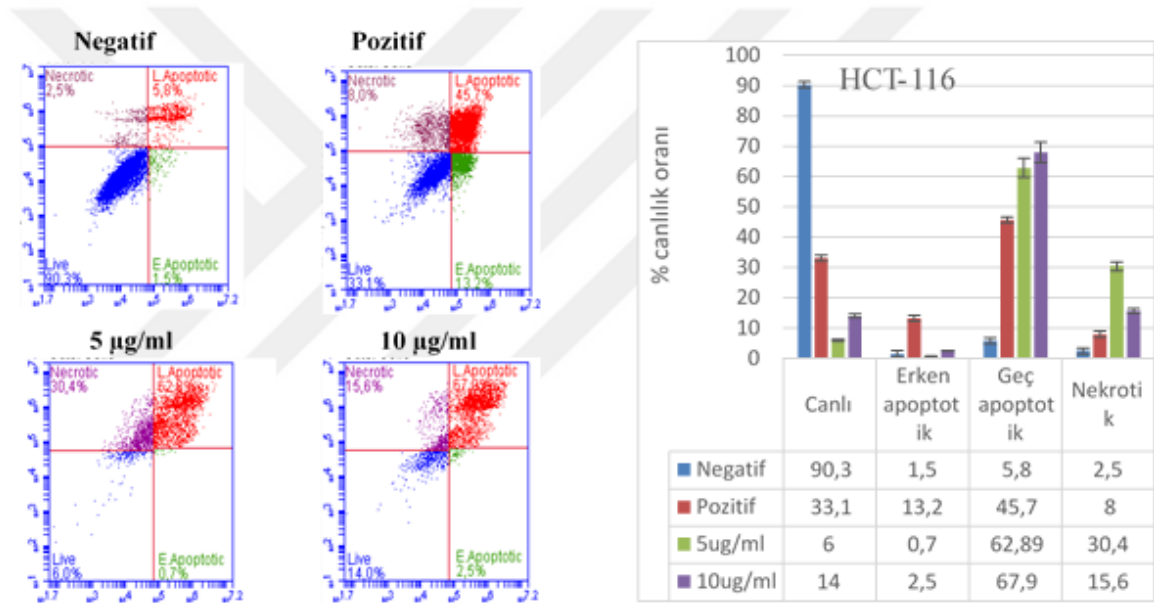 Negatif
Necrotic
2,5%
L.Apoptotic
5,8%
Live
90,3%
E.Apoptotic
1,5%
Pozitif
Necrotic
8,0%
L.Apoptotic
45,7%
Live
33,1%
E.Apoptotic
13,2%
5 µg/ml
Necrotic
30,4%
L.Apoptotic
Live
6,0%
E.Apoptotic
0,7%
10 µg/ml
Necrotic
15,6%
L.Apoptotic
Live
14,0%
E.Apoptotic
2,5%
HCT-116
% canlılık oranı
100
90
80
70
60
50
40
30
20
10
0
Canlı
Erken
apoptot
ik
Geç
apoptot
ik
Nekroti
k
Negatif 90,3 1,5 5,8 2,5
Pozitif 33,1 13,2 45,7 8
5ug/ml 6 0,7 62,89 30,4
10ug/ml 14 2,5 67,9 15,6